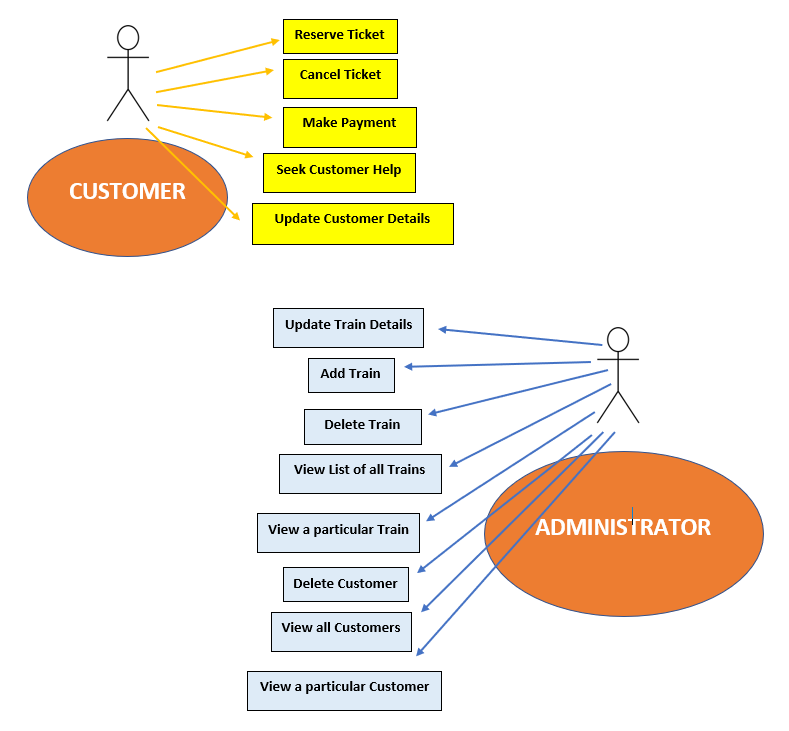 Reserve Ticket
Cancel Ticket
Make Payment
Seek Customer Help
CUSTOMER
Update Customer Details
Update Train Details
Add Train
Delete Train
View List of all Trains
View a particular Train
ADMINISTRATOR
Delete Customer
View all Customers
View a particular Customer